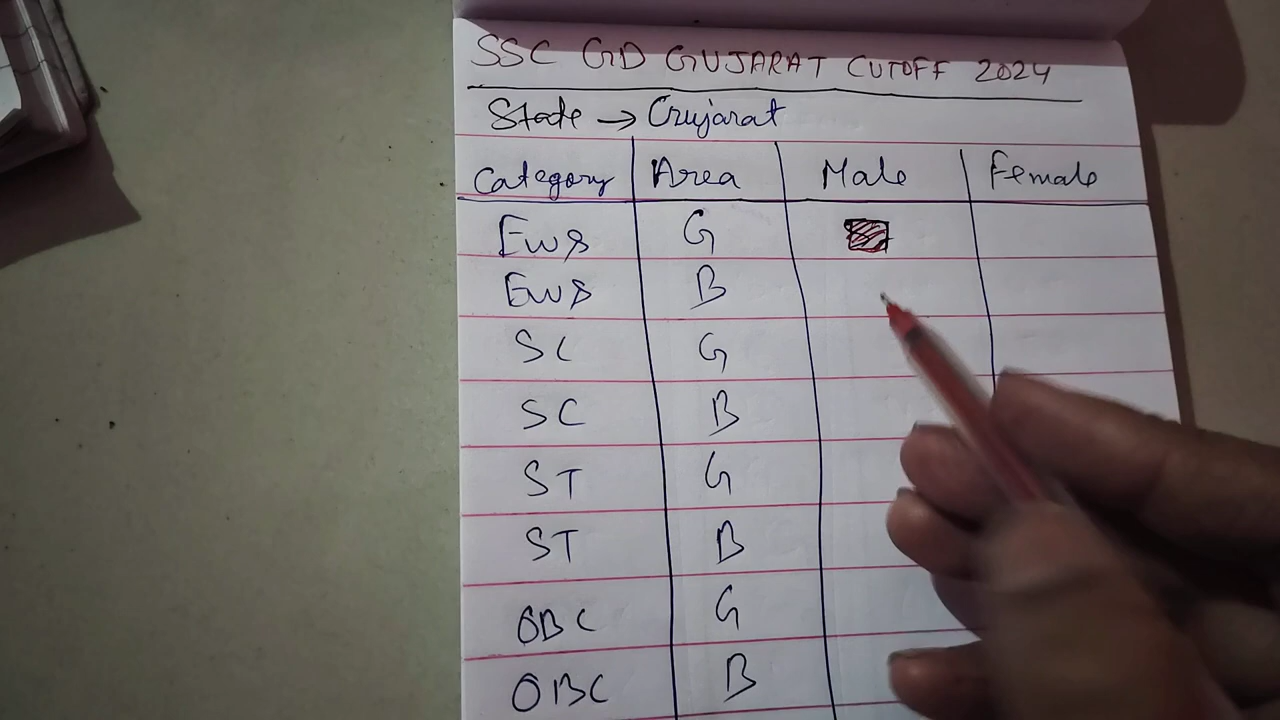 SSC GD GUJARAT CUTOFF 2024
State → Gujarat
Category Area Male Female
EWS G
EWS B
SC G
SC B
ST G
ST B
OBC G
OBC B